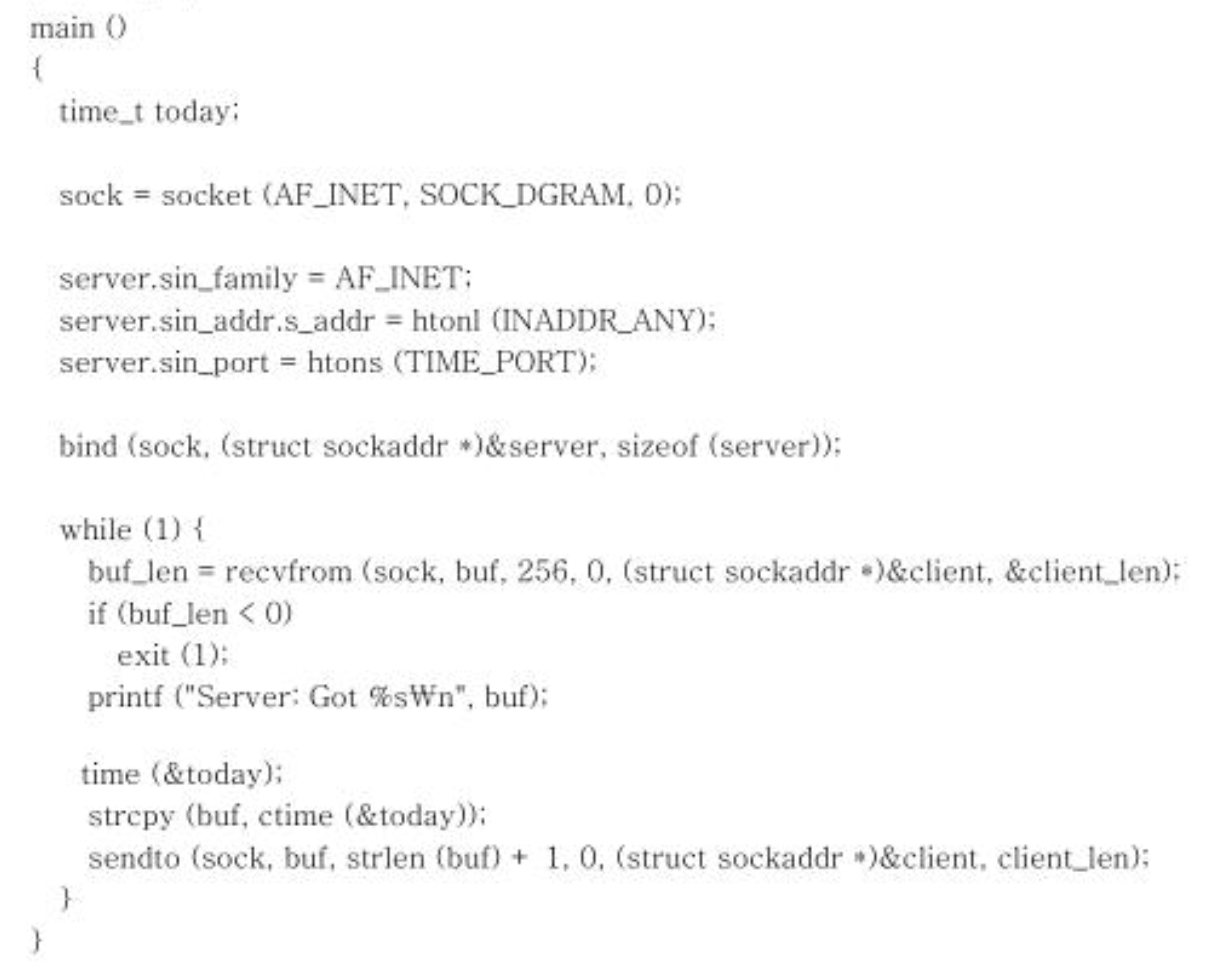 main ()
{
time_t today;
sock = socket (AF_INET, SOCK_DGRAM, 0);
server.sin_family = AF_INET;
server.sin_addr.s_addr = htonl (INADDR_ANY);
server.sin_port = htons (TIME_PORT);
bind (sock, (struct sockaddr *)&server, sizeof (server));
while (1) {
buf_len = recvfrom (sock, buf, 256, 0, (struct sockaddr *)&client, &client_len);
if (buf_len < 0)
exit (1);
printf ("Server: Got %s₩n", buf);
time (&today);
strcpy (buf, ctime (&today));
sendto (sock, buf, strlen (buf) + 1, 0, (struct sockaddr *)&client, client_len);
}
}